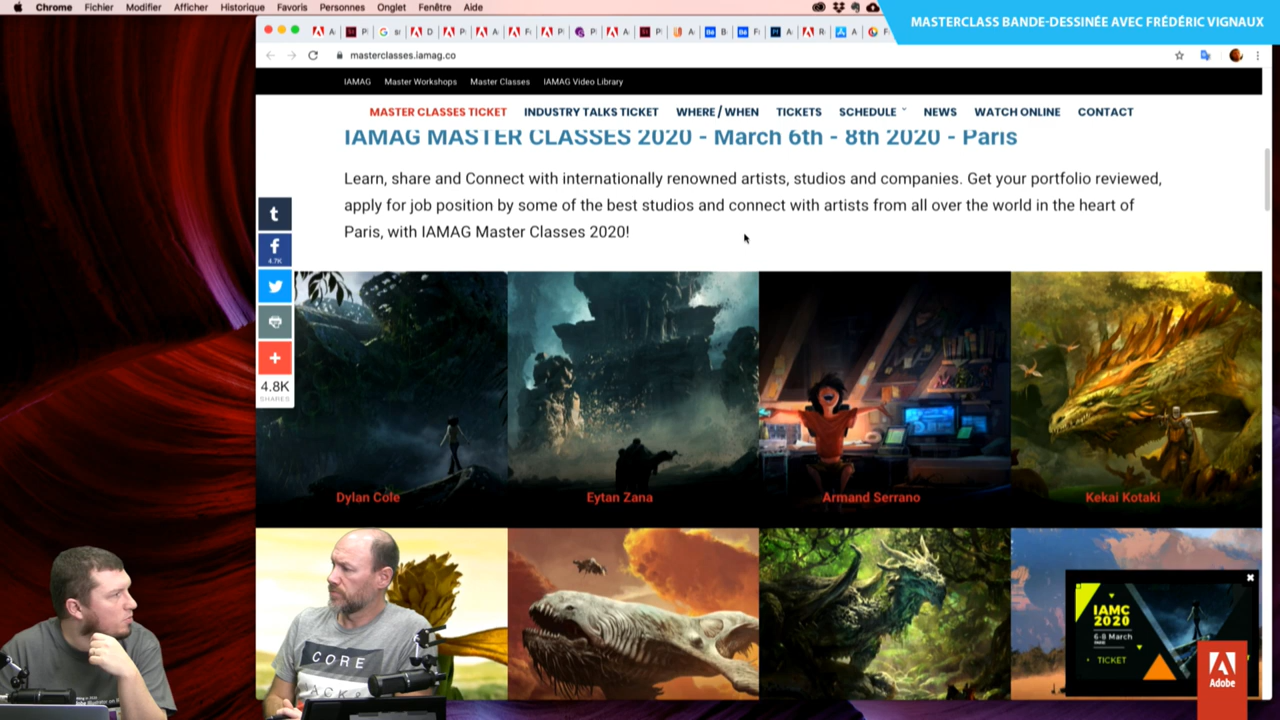 Chrome Fichier Modifier Afficher Historique Favoris Personnes Onglet Fenêtre Aide
MASTERCLASS BANDE-DESSINÉE AVEC FRÉDÉRIC VIGNAUX
masterclasses.iamag.co
IAMAG Master Workshops Master Classes IAMAG Video Library
MASTER CLASSES TICKET INDUSTRY TALKS TICKET WHERE / WHEN TICKETS SCHEDULE NEWS WATCH ONLINE CONTACT
IAMAG MASTER CLASSES 2020 - March 6th - 8th 2020 - Paris
Learn, share and Connect with internationally renowned artists, studios and companies. Get your portfolio reviewed,
apply for job position by some of the best studios and connect with artists from all over the world in the heart of
Paris, with IAMAG Master Classes 2020!
4.7K
4.8K
SHARES
Dylan Cole
Eytan Zana
Armand Serrano
Kekai Kotaki
CORE
IAMC
2020
6-8 March
TICKET
Adobe